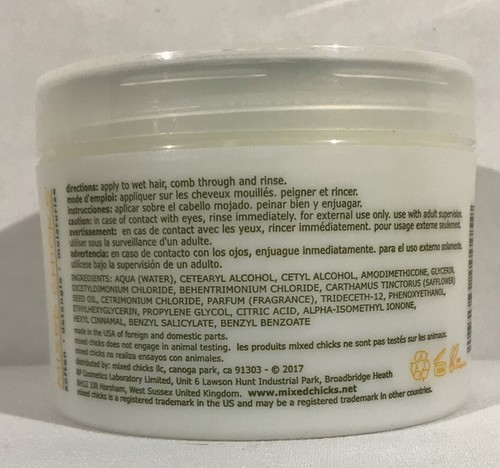 directions: apply to wet hair, comb through and rinse.
mode d'emploi: appliquer sur les cheveux mouillés. peigner et rincer.
instrucciones: aplicar sobre el cabello mojado. peinar bien y enjuagar.
caution: in case of contact with eyes, rinse immediately. for external use only. use with adult supervision.
avertissement: en cas de contact avec les yeux, rincer immédiatement. pour usage externe seulement.
utiliser sous la surveillance d'un adulte.
advertencia: en caso de contacto con los ojos, enjuague inmediatamente. para el uso externo solamente.
utilícese bajo la supervisión de un adulto.
INGREDIENTS: AQUA (WATER), CETEARYL ALCOHOL, CETYL ALCOHOL, AMODIMETHICONE, GLYCERIN,
DICETYLDIMONIUM CHLORIDE, BEHENTRIMONIUM CHLORIDE, CARTHAMUS TINCTORUS (SAFFLOWER)
SEED OIL, CETRIMONIUM CHLORIDE, PARFUM (FRAGRANCE), TRIDECETH-12, PHENOXYETHANOL,
ETHYLHEXYGLYCERIN, PROPYLENE GLYCOL, CITRIC ACID, ALPHA-ISOMETHYL IONONE,
HEXYL CINNAMAL, BENZYL SALICYLATE, BENZYL BENZOATE
made in the USA of foreign and domestic parts.
mixed chicks does not engage in animal testing. les produits mixed chicks ne sont pas testés sur les animaux.
mixed chicks no realiza ensayos con animales.
distributed by: mixed chicks llc, canoga park, ca 91303 - © 2017
RP Cosmetics Laboratory Limited, Unit 6 Lawson Hunt Industrial Park, Broadbridge Heath
RH12 3JR Horsham, West Sussex United Kingdom. www.mixedchicks.net
mixed chicks is a registered trademark in the US and may be a registered trademark in other countries.
soften • detangle • moisturize